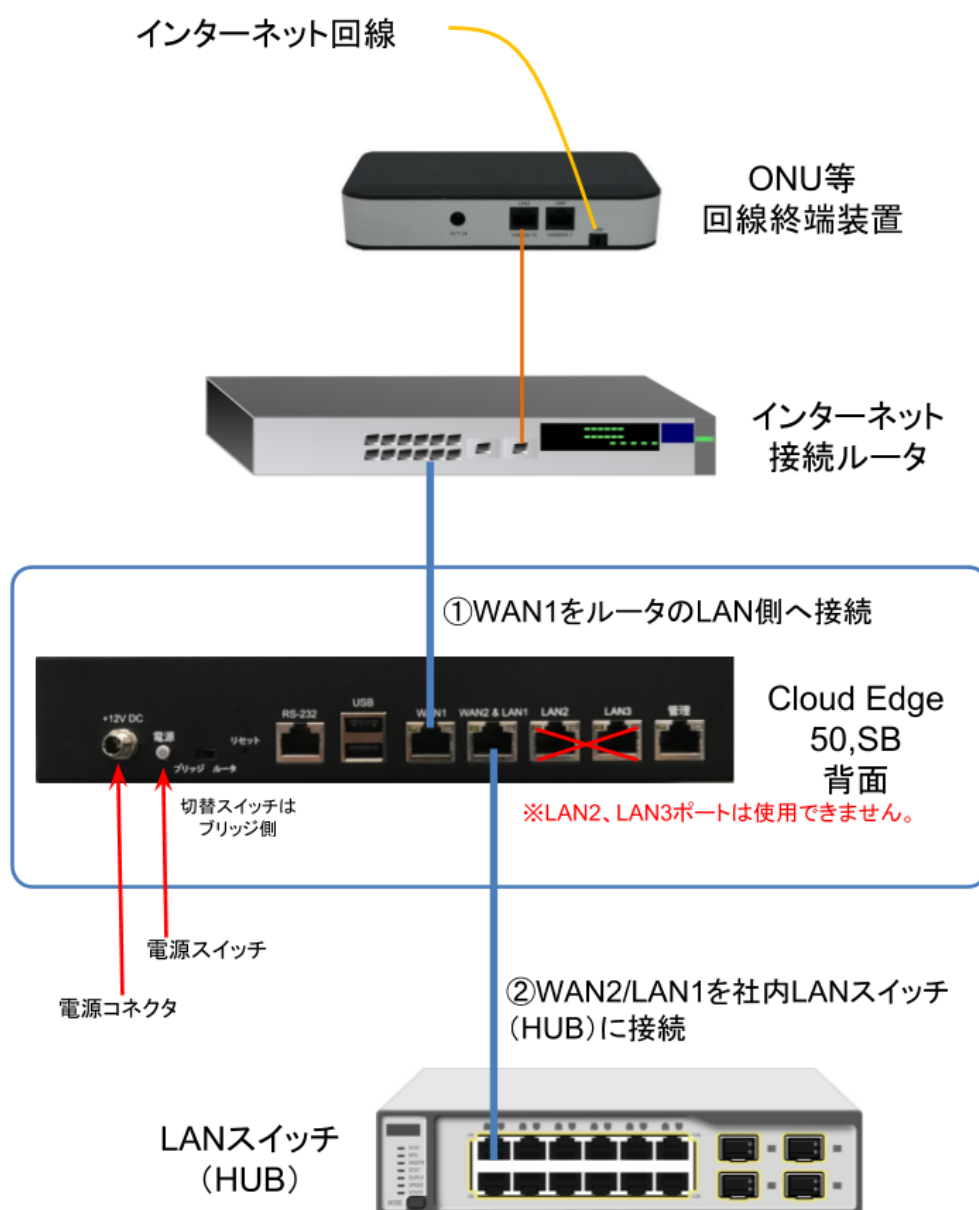 インターネット回線
ONU等
回線終端装置
インターネット
接続ルータ
①WAN1をルータのLAN側へ接続
+12V DC
電源
リセット
ブリッジ ルータ
RS-232
USB
WAN1
WAN2 & LAN1
LAN2
LAN3
管理
Cloud Edge
50,SB
背面
切替スイッチは
ブリッジ側
※LAN2、LAN3ポートは使用できません。
電源スイッチ
電源コネクタ
②WAN2/LAN1を社内LANスイッチ
(HUB)に接続
LANスイッチ
(HUB)
MODE